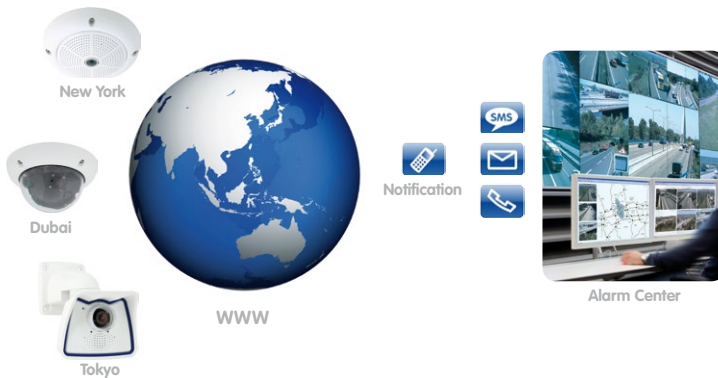 New York
Dubai
Tokyo
WWW
Notification
SMS
Alarm Center